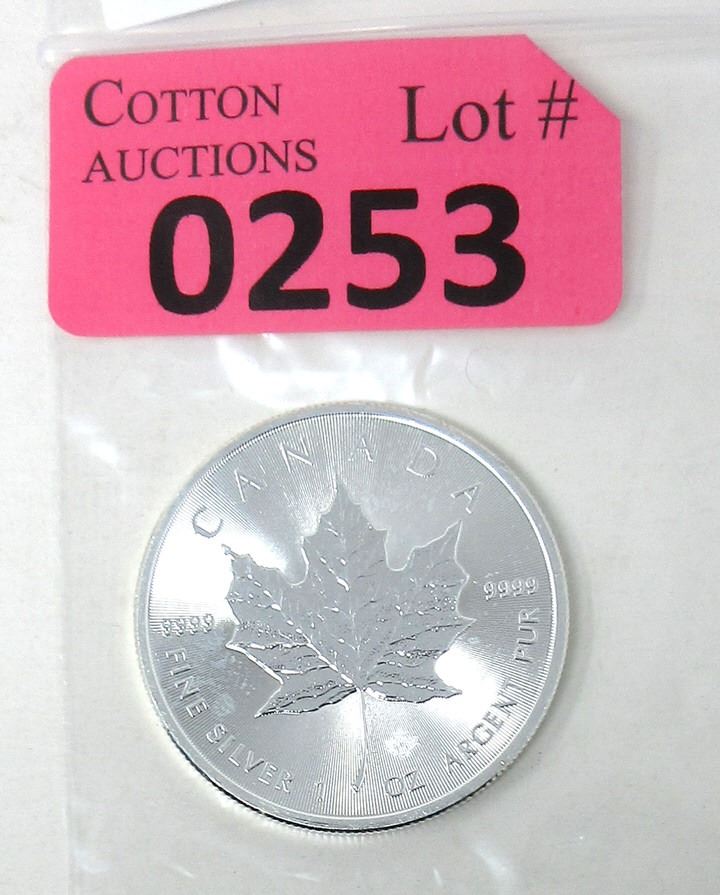 COTTON
AUCTIONS
Lot #
0253
CANADA
9999
9999
FINE SILVER 1 OZ ARGENT PUR